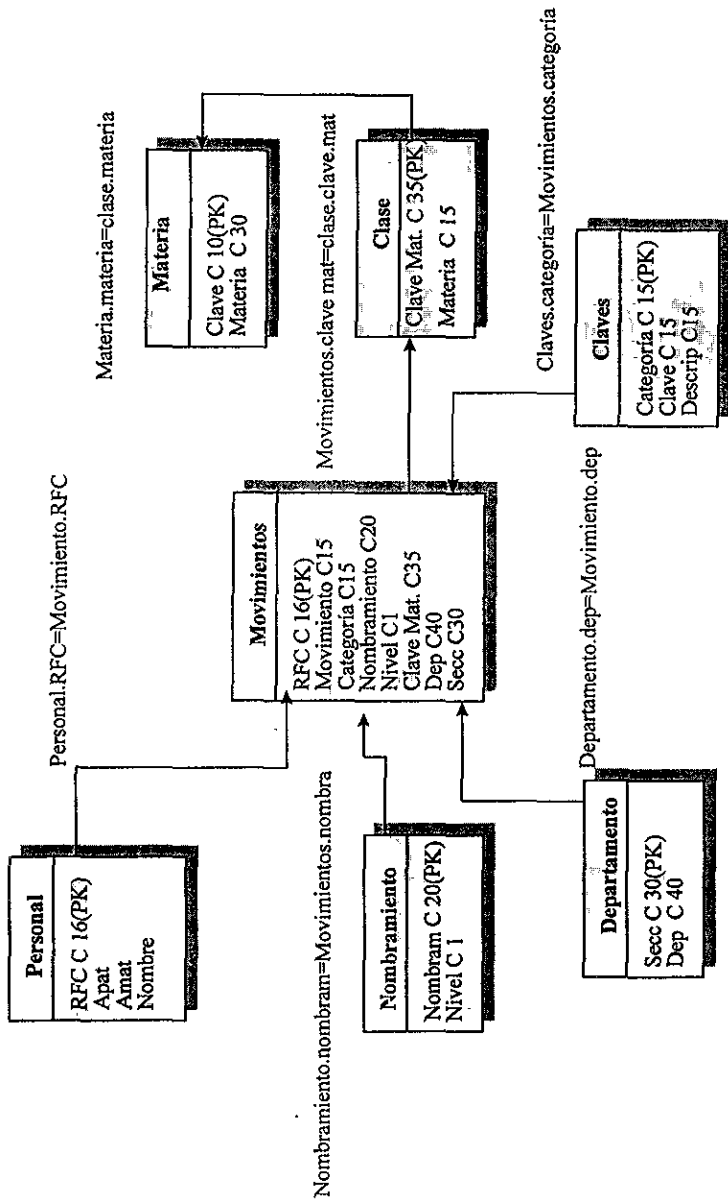 Personal.RFC=Movimiento.RFC
Personal
RFC C 16(PK)
Apat
Amat
Nombre
Nombramiento.nombram=Movimientos.nombra
Nombramiento
Nombram C 20(PK)
Nivel C 1
Departamento
Secc C 30(PK)
Dep C 40
Departamento.dep=Movimiento.dep
Movimientos
RFC C 16(PK)
Movimiento C15
Categoría C15
Nombramiento C20
Nivel C1
Clave Mat. C35
Dep C40
Secc C30
Materia.materia=clase.materia
Materia
Clave C 10(PK)
Materia C 30
Movimientos.clave mat=clase.clave.mat
Clase
Clave Mat. C 35(PK)
Materia C 15
Claves.categoría=Movimientos.categoría
Claves
Categoría C 15(PK)
Clave C 15
Descrip C15